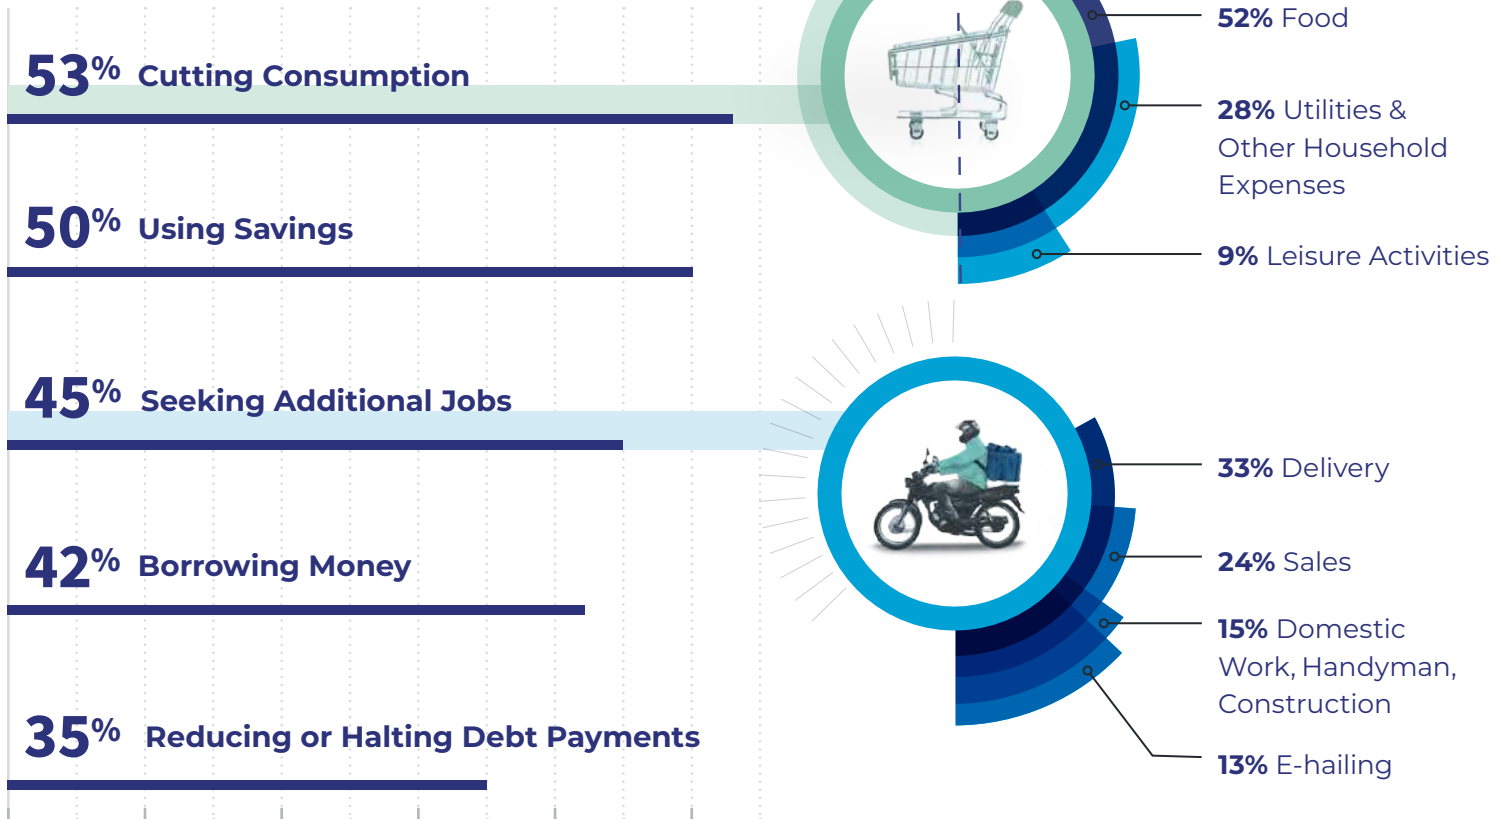 53% Cutting Consumption
52% Food
28% Utilities &
Other Household
Expenses
9% Leisure Activities
50% Using Savings
45% Seeking Additional Jobs
33% Delivery
24% Sales
15% Domestic
Work, Handyman,
Construction
13% E-hailing
42% Borrowing Money
35% Reducing or Halting Debt Payments